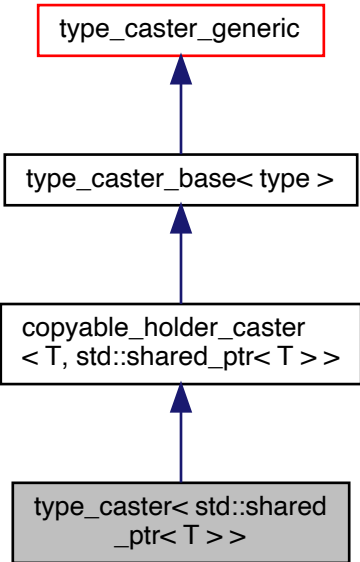 type_caster_generic
type_caster_base< type >
copyable_holder_caster
< T, std::shared_ptr< T > >
type_caster< std::shared
_ptr< T > >